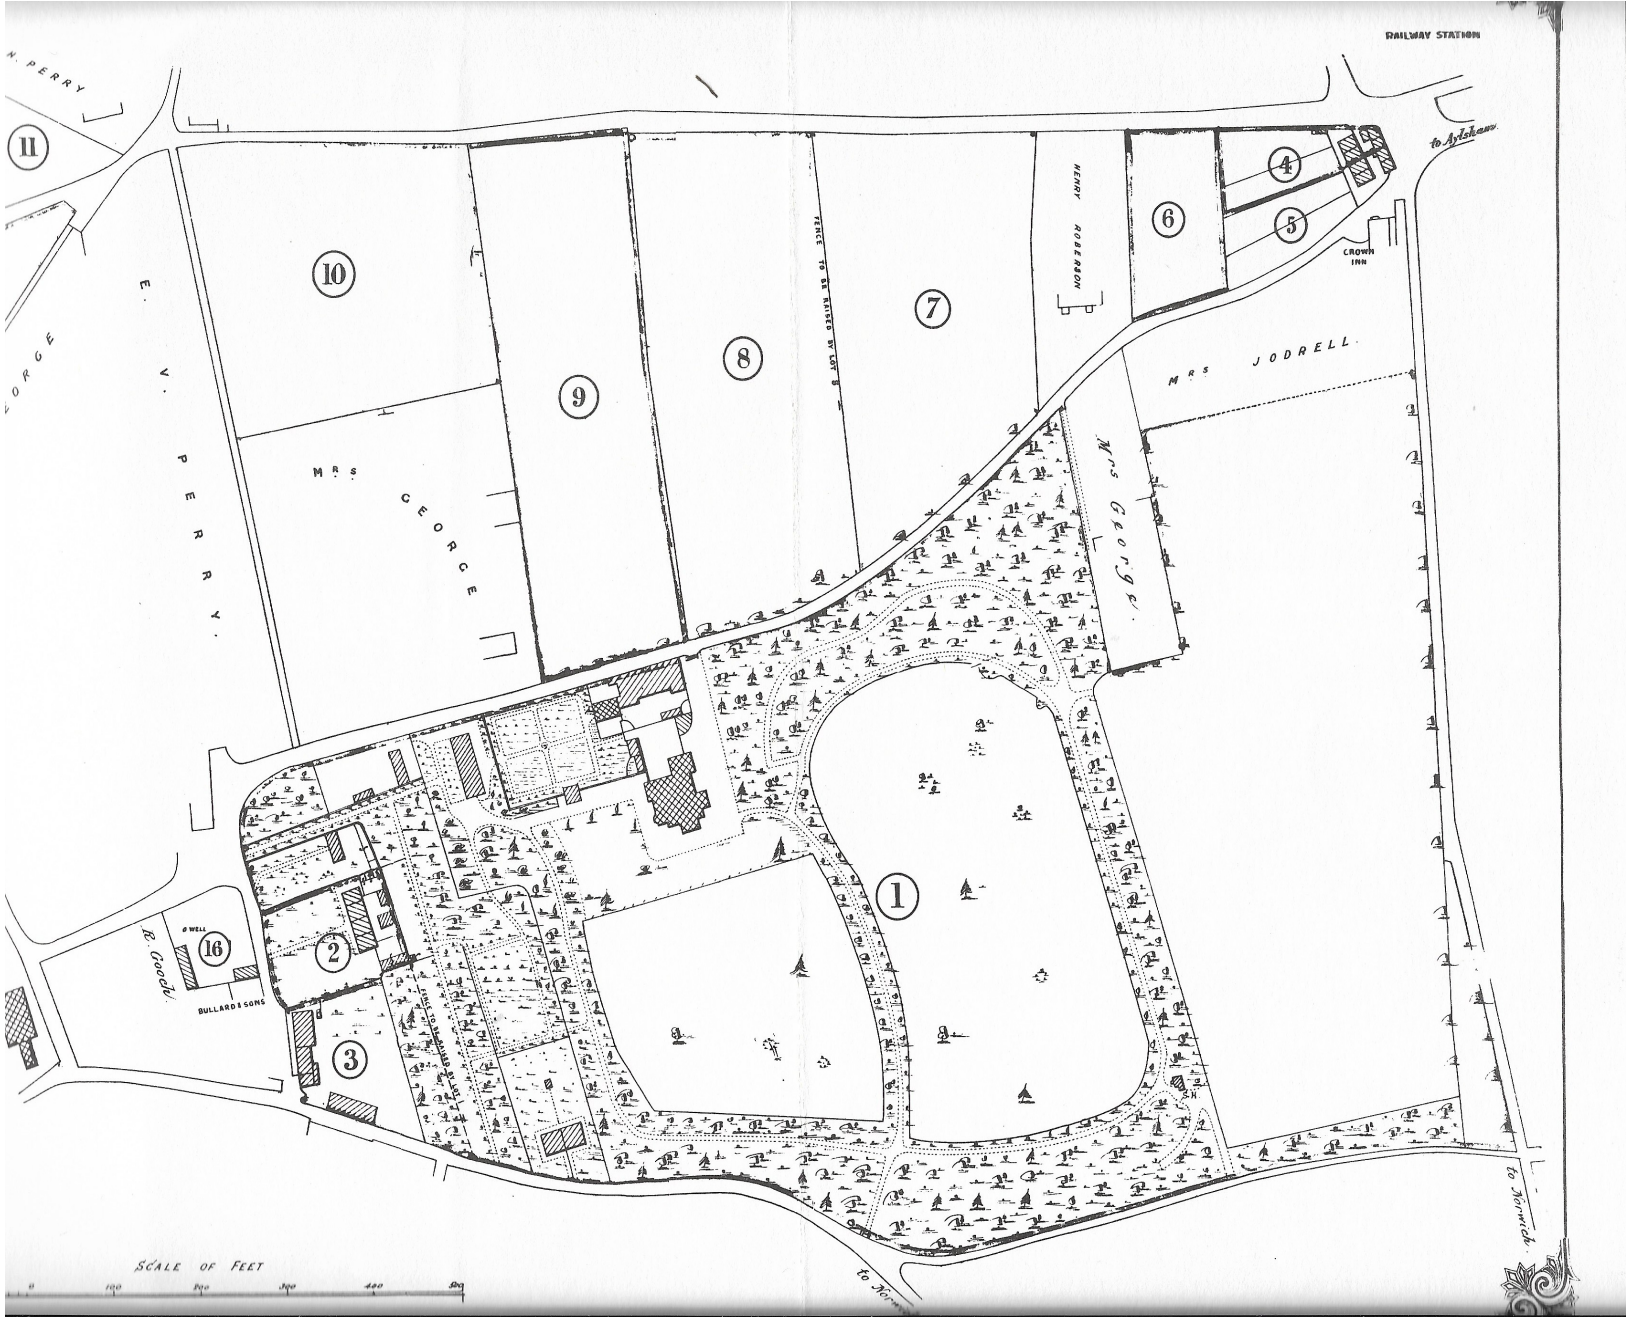 RAILWAY STATION
N. PERRY
to Aylsham
11
4
HENRY ROBERSON
6
5
CROWN
INN
10
E. V. PERRY.
FENCE TO BE RAISED BY LOT 8
7
8
GEORGE
MRS JODRELL.
9
MRS GEORGE
Mrs George.
1
O WELL
16
R. Gooch
2
BULLARD & SONS
3
S.H.
to Norwich
SCALE OF FEET
0 100 200 300 400 500
to Norwich